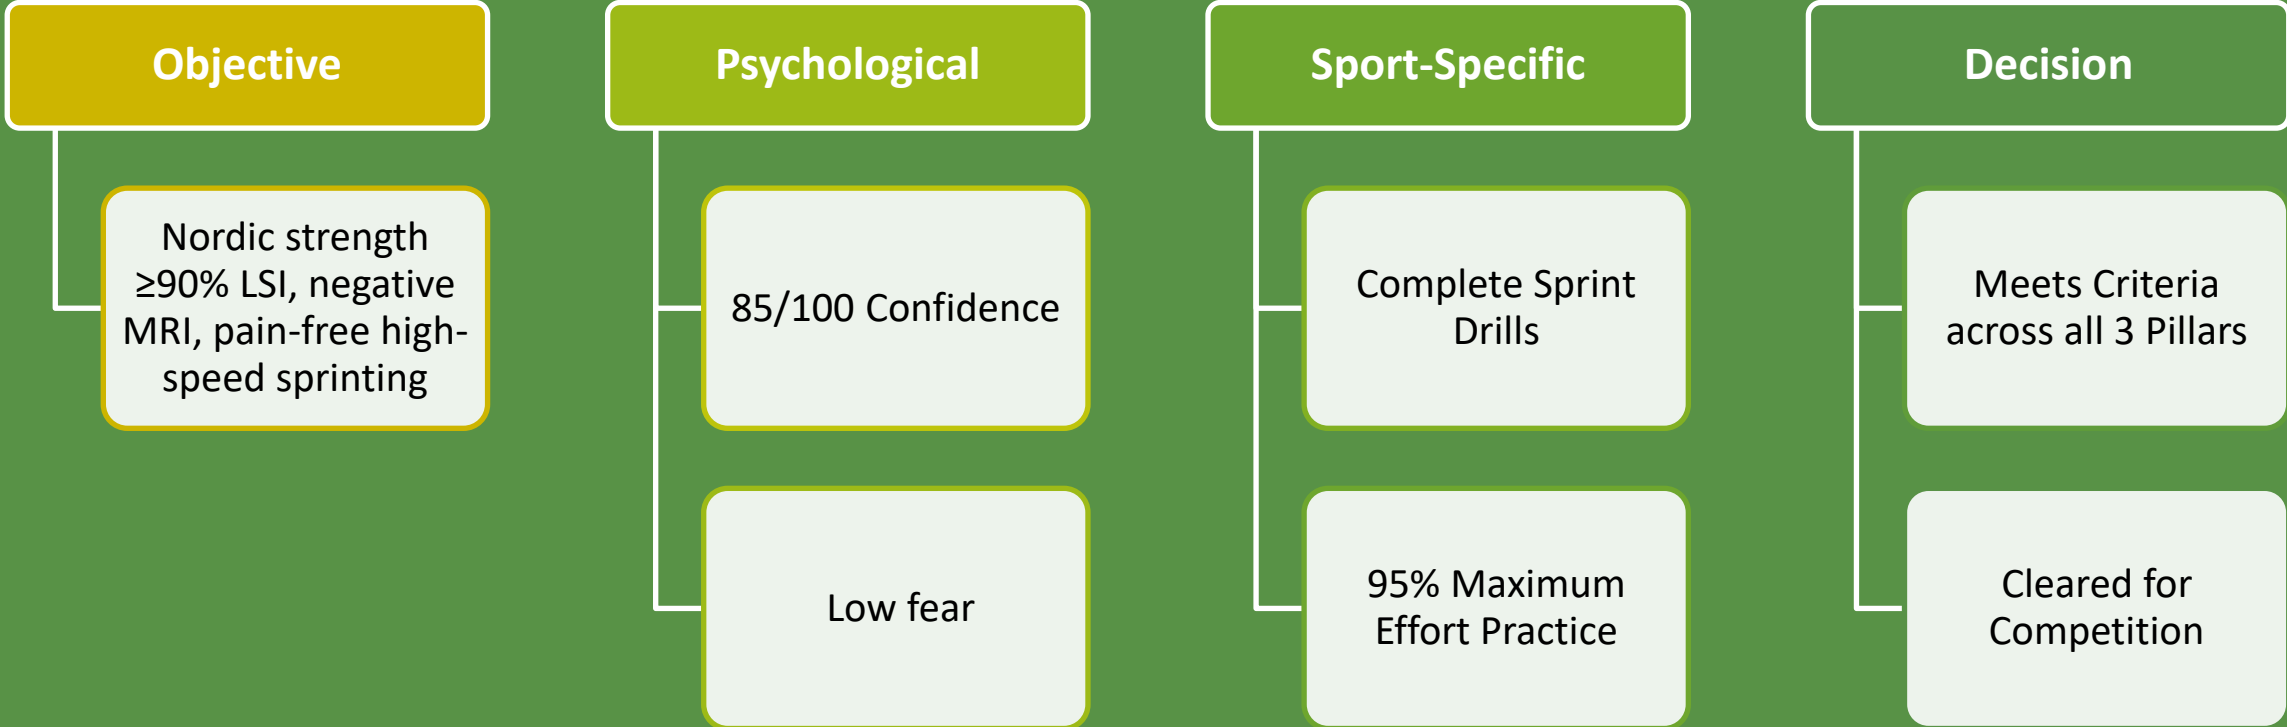 Objective
Nordic strength
≥90% LSI, negative
MRI, pain-free high-
speed sprinting
Psychological
85/100 Confidence
Low fear
Sport-Specific
Complete Sprint
Drills
95% Maximum
Effort Practice
Decision
Meets Criteria
across all 3 Pillars
Cleared for
Competition